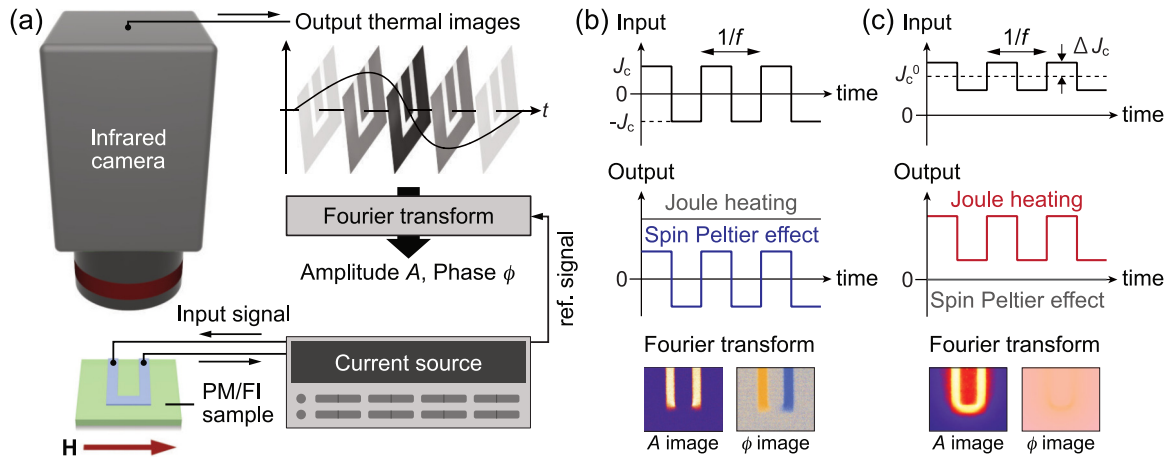 (a)
Output thermal images
t
Infrared
camera
Fourier transform
Amplitude A, Phase ϕ
ref. signal
Input signal
Current source
PM/FI
sample
H
(b)
Input
1/f
Jc
0
-Jc
time
Output
Joule heating
Spin Peltier effect
0
time
Fourier transform
A image
ϕ image
(c)
Input
1/f
Δ Jc
Jc0
0
time
Output
Joule heating
0
time
Spin Peltier effect
Fourier transform
A image
ϕ image